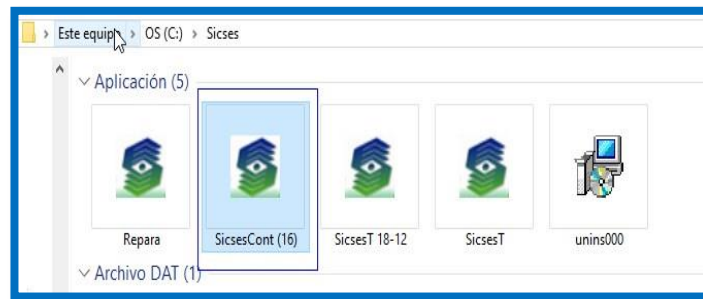 Este equipo > OS (C:) > Sicses
Aplicación (5)
Repara
SicsesCont (16)
SicsesT 18-12
SicsesT
unins000
Archivo DAT (1)